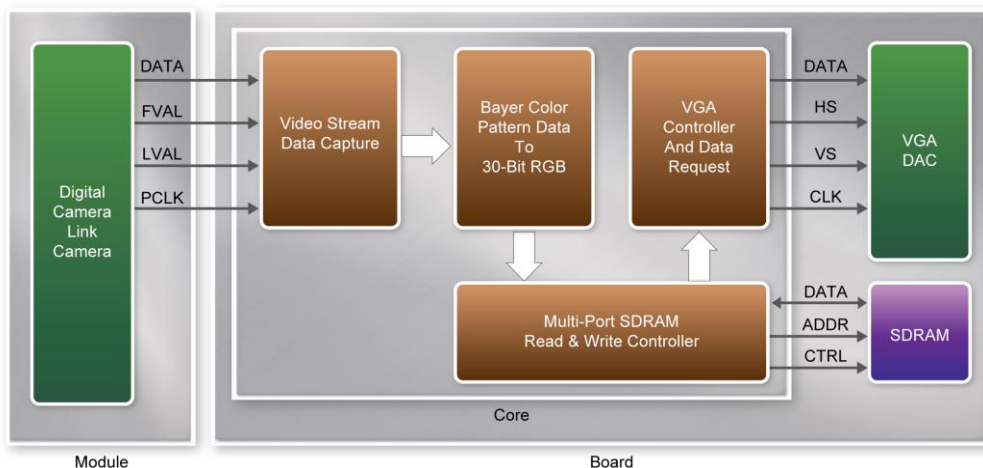 Digital
Camera
Link
Camera
DATA
FVAL
LVAL
PCLK
Video Stream
Data Capture
Bayer Color
Pattern Data
To
30-Bit RGB
VGA
Controller
And Data
Request
DATA
HS
VS
CLK
VGA
DAC
Multi-Port SDRAM
Read & Write Controller
DATA
ADDR
CTRL
SDRAM
Core
Module
Board